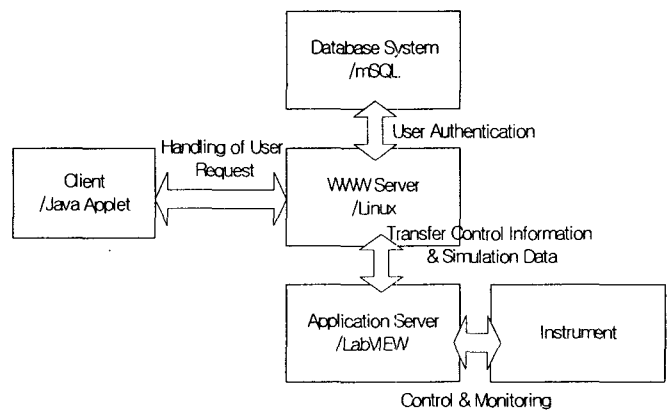 Database System
/mSQL
User Authentication
Handling of User
Request
Client
/Java Applet
WWW Server
/Linux
Transfer Control Information
& Simulation Data
Application Server
/LabVIEW
Instrument
Control & Monitoring